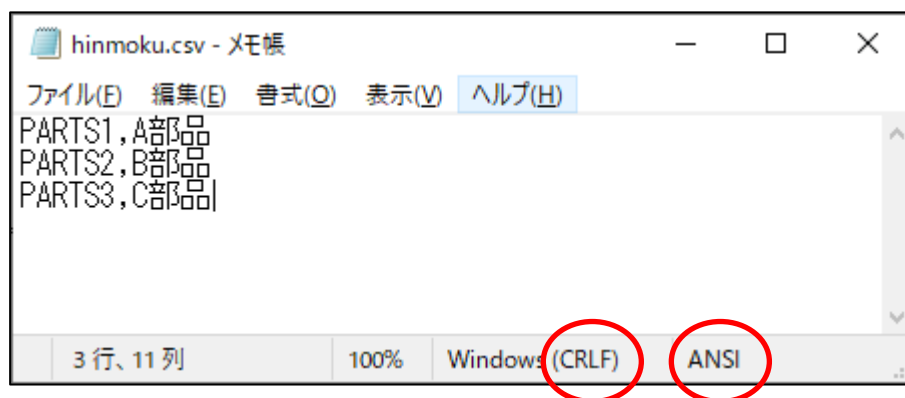 hinmoku.csv - メモ帳
ファイル(F) 編集(E) 書式(O) 表示(V) ヘルプ(H)
PARTS1,A部品
PARTS2,B部品
PARTS3,C部品
3 行、11 列 100% Windows (CRLF) ANSI